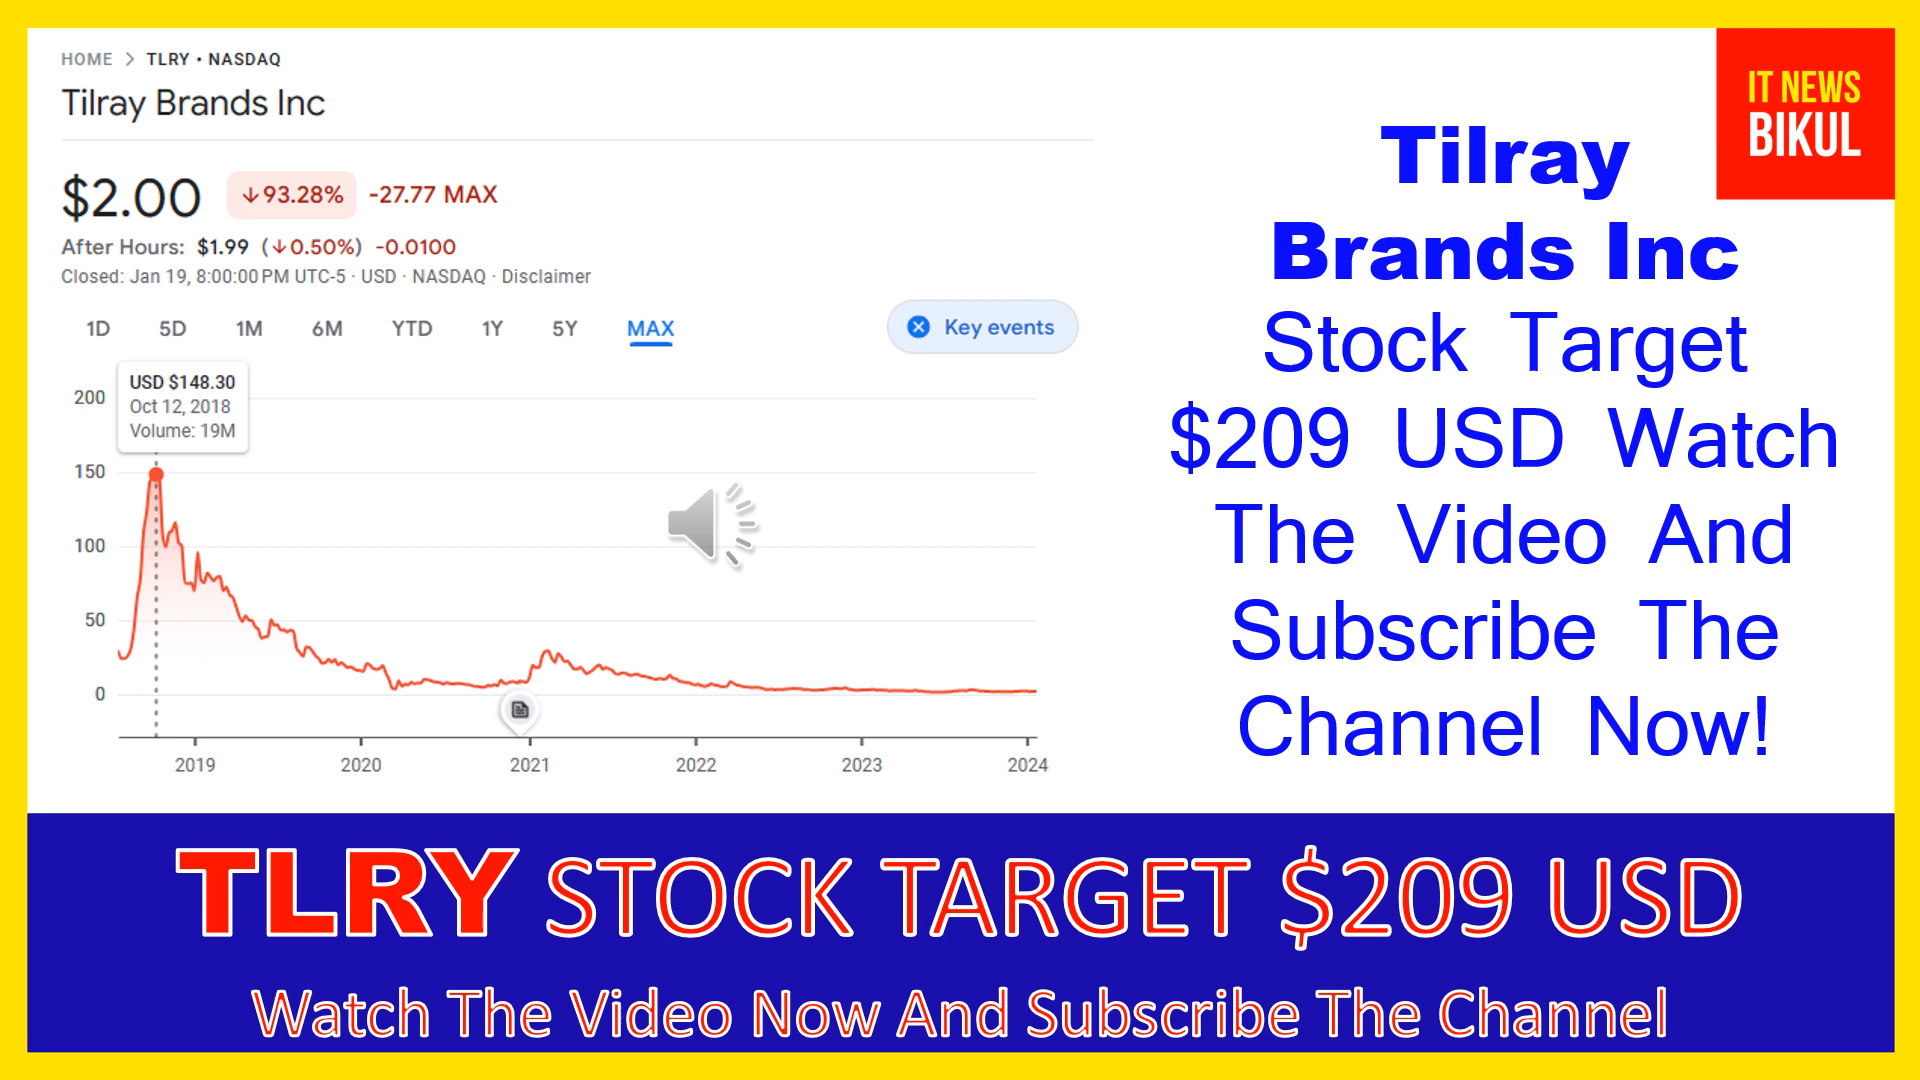 HOME > TLRY • NASDAQ
Tilray Brands Inc
$2.00 ↓93.28% -27.77 MAX
After Hours: $1.99 (↓0.50%) -0.0100
Closed: Jan 19, 8:00:00 PM UTC-5 · USD · NASDAQ · Disclaimer
1D 5D 1M 6M YTD 1Y 5Y MAX
Key events
USD $148.30
Oct 12, 2018
Volume: 19M
200
150
100
50
0
2019 2020 2021 2022 2023 2024
IT NEWS
BIKUL
Tilray
Brands Inc
Stock Target
$209 USD Watch
The Video And
Subscribe The
Channel Now!
TLRY STOCK TARGET $209 USD
Watch The Video Now And Subscribe The Channel